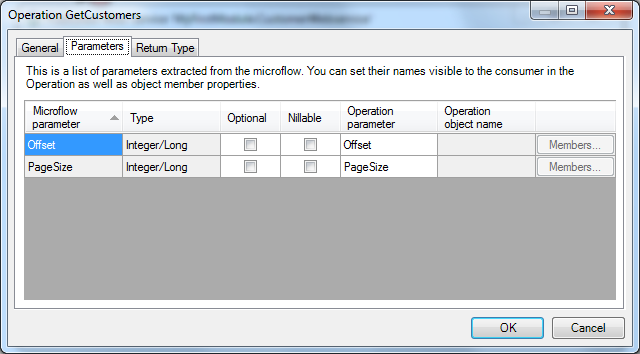 Operation GetCustomers
General Parameters Return Type
This is a list of parameters extracted from the microflow. You can set their names visible to the consumer in the
Operation as well as object member properties.
Microflow parameter Type Optional Nillable Operation parameter Operation object name
Offset Integer/Long Offset Members...
PageSize Integer/Long PageSize Members...
OK Cancel